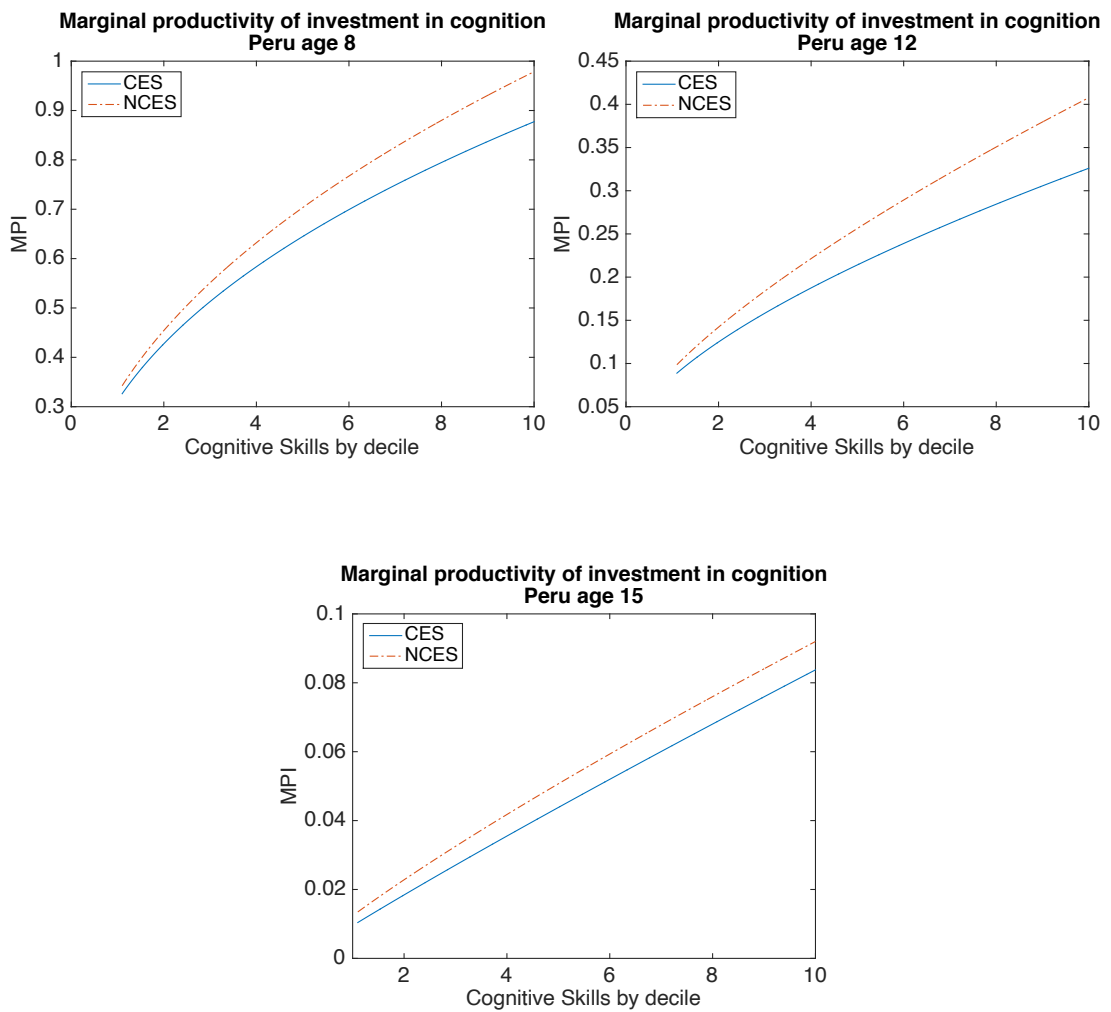 Marginal productivity of investment in cognition
Peru age 8
1
0.9
0.8
0.7
0.6
0.5
0.4
0.3
MPI
CES
NCES
0 2 4 6 8 10
Cognitive Skills by decile
Marginal productivity of investment in cognition
Peru age 12
0.45
0.4
0.35
0.3
0.25
0.2
0.15
0.1
0.05
MPI
CES
NCES
0 2 4 6 8 10
Cognitive Skills by decile
Marginal productivity of investment in cognition
Peru age 15
0.1
0.08
0.06
0.04
0.02
0
MPI
CES
NCES
2 4 6 8 10
Cognitive Skills by decile